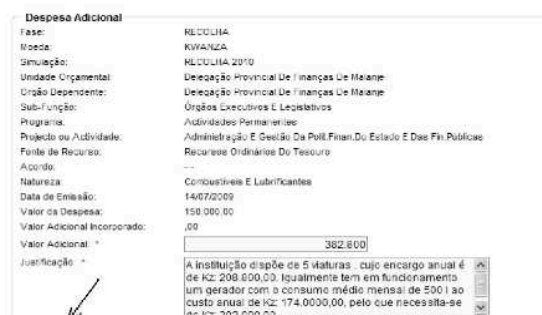 Despesa Adicional
Fase: RECOLHA
Moeda: KWANZA
Simulação: RECOLHA 2010
Unidade Orçamental: Delegação Provincial De Finanças De Malanje
Orgão Dependente: Delegação Provincial De Finanças De Malanje
Sub-Função: Órgãos Executivos E Legislativos
Programa: Actividades Permanentes
Projecto ou Actividade: Administração E Gestão Da Polit.Finan.Do Estado E Das Fin.Públicas
Fonte de Recurso: Recursos Ordinários Do Tesouro
Acordo: ---
Natureza: Combustíveis E Lubrificantes
Data de Emissão: 14/07/2009
Valor da Despesa: 150.000,00
Valor Adicional Incorporado: ,00
Valor Adicional: * 382.800
Justificação * A instituição dispõe de 5 viaturas , cujo encargo anual é
de Kz: 208.800,00. Igualmente tem em funcionamento
um gerador com o consumo médio mensal de 500 l ao
custo anual de Kz: 174.0000,00, pelo que necessita-se